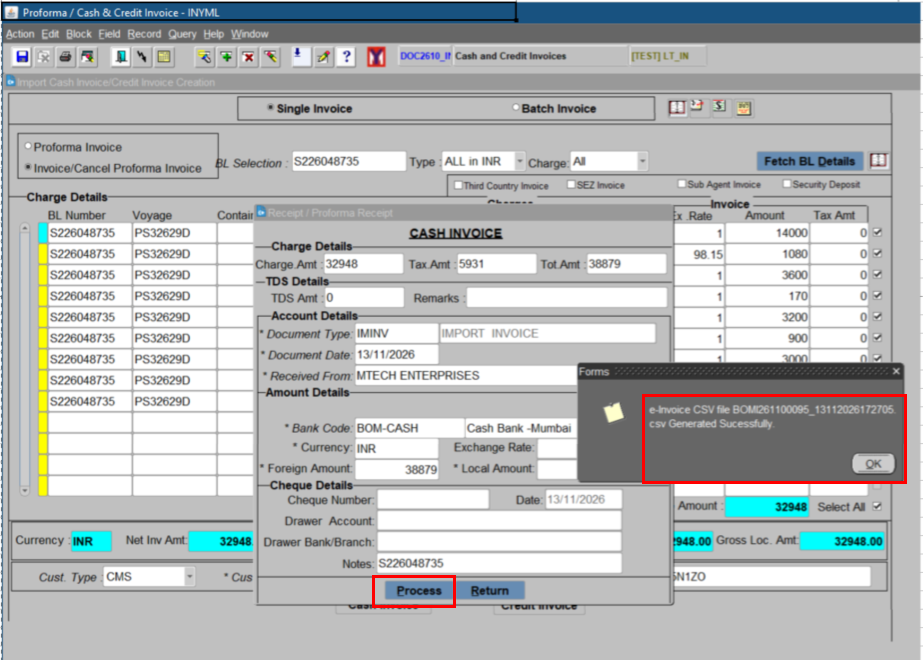 Proforma / Cash & Credit Invoice - INYML
Action Edit Block Field Record Query Help Window
DOC2610_IN Cash and Credit Invoices [TEST] LT_IN
Import Cash Invoice/Credit Invoice Creation
Single Invoice Batch Invoice
Proforma Invoice
Invoice/Cancel Proforma Invoice
BL Selection : S226048735 Type : ALL in INR Charge: All Fetch BL Details
Third Country Invoice SEZ Invoice Sub Agent Invoice Security Deposit
Charge Details Charges Invoice
BL Number Voyage Contain Ex .Rate Amount Tax Amt
S226048735 PS32629D 1 14000 0
S226048735 PS32629D 98.15 1080 0
S226048735 PS32629D 1 3600 0
S226048735 PS32629D 1 170 0
S226048735 PS32629D 1 3200 0
S226048735 PS32629D 1 900 0
S226048735 PS32629D 1 3000 0
S226048735 PS32629D
S226048735 PS32629D
Receipt / Proforma Receipt
CASH INVOICE
Charge Details
Charge.Amt : 32948 Tax.Amt : 5931 Tot.Amt : 38879
TDS Details
TDS Amt : 0 Remarks :
Account Details
* Document Type: IMINV IMPORT INVOICE
* Document Date: 13/11/2026
* Received From: MTECH ENTERPRISES
Amount Details
* Bank Code: BOM-CASH Cash Bank -Mumbai
* Currency: INR Exchange Rate:
* Foreign Amount: 38879 * Local Amount:
Cheque Details
Cheque Number: Date: 13/11/2026
Drawer Account:
Drawer Bank/Branch:
Notes: S226048735
Process Return
Forms
e-Invoice CSV file BOMI261100095_13112026172705.
csv Generated Sucessfully.
OK
Amount : 32948 Select All
Currency : INR Net Inv Amt: 32948. 2948.00 Gross Loc. Amt: 32948.00
Cust. Type : CMS * Cus 5N1ZO
Cash Invoice Credit Invoice